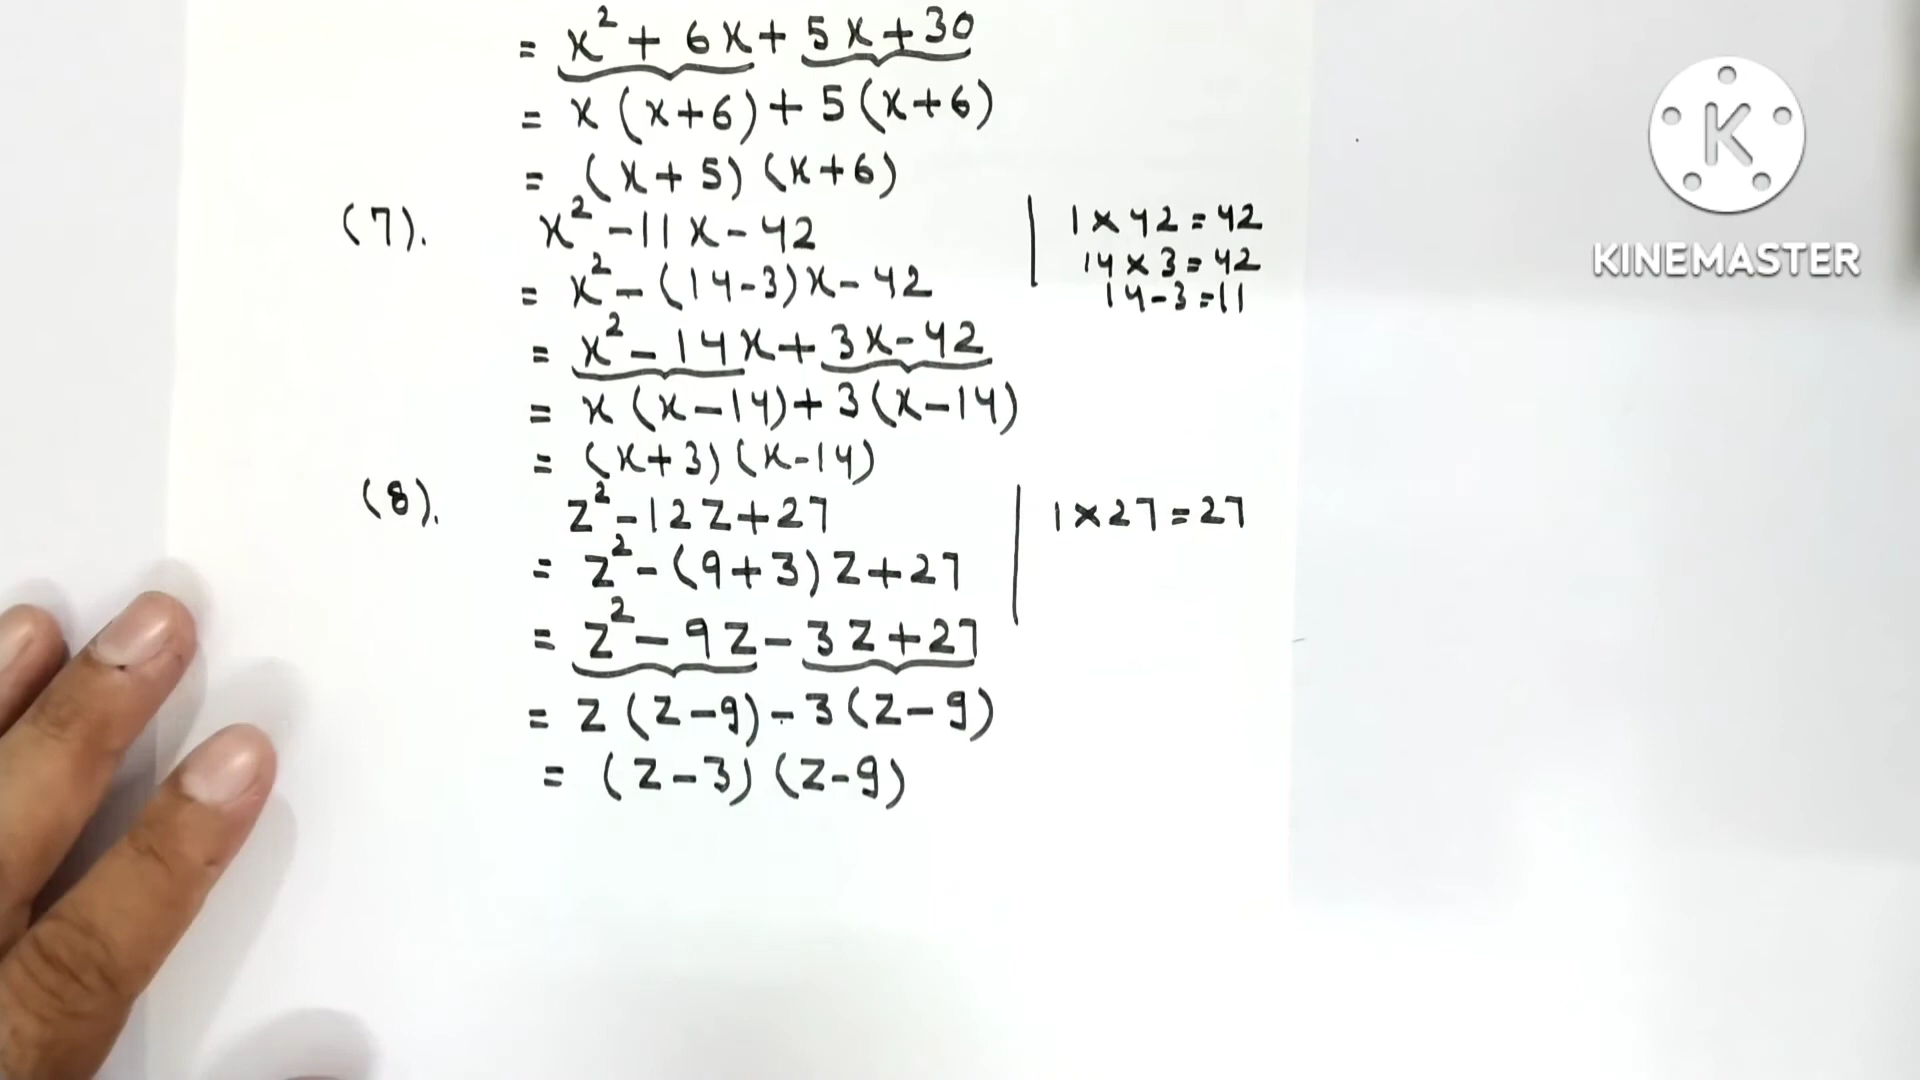 = x² + 6x + 5x + 30
= x (x+6) + 5 (x+6)
= (x+5) (x+6)
(7). x² - 11x - 42 | 1 × 42 = 42
14 × 3 = 42
= x² - (14-3)x - 42
14 - 3 = 11
= x² - 14x + 3x - 42
= x (x-14) + 3 (x-14)
= (x+3) (x-14)
(8). z² - 12z + 27 | 1 × 27 = 27
= z² - (9+3) z + 27
= z² - 9z - 3z + 27
= z (z-9) - 3 (z-9)
= (z-3) (z-9)
K
KINEMASTER